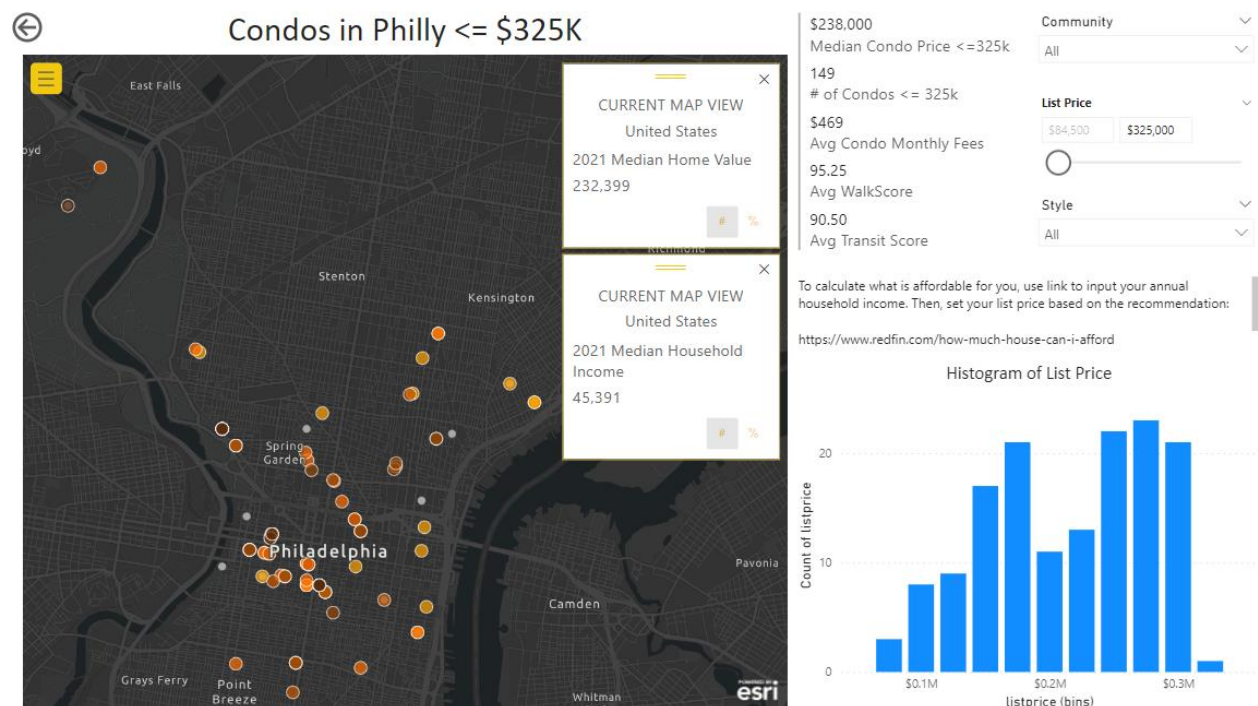 Condos in Philly <= $325K
East Falls
oyd
Stenton
Kensington
Richmond
Spring
Garden
Philadelphia
Pavonia
Camden
Grays Ferry
Point
Breeze
Whitman
POWERED BY
esri
CURRENT MAP VIEW
United States
2021 Median Home Value
232,399
# %
CURRENT MAP VIEW
United States
2021 Median Household
Income
45,391
# %
$238,000
Median Condo Price <=325k
149
# of Condos <= 325k
$469
Avg Condo Monthly Fees
95.25
Avg WalkScore
90.50
Avg Transit Score
Community
All
List Price
$84,500 $325,000
Style
All
To calculate what is affordable for you, use link to input your annual
household income. Then, set your list price based on the recommendation:
https://www.redfin.com/how-much-house-can-i-afford
Histogram of List Price
Count of listprice
20
10
0
$0.1M $0.2M $0.3M
listprice (bins)